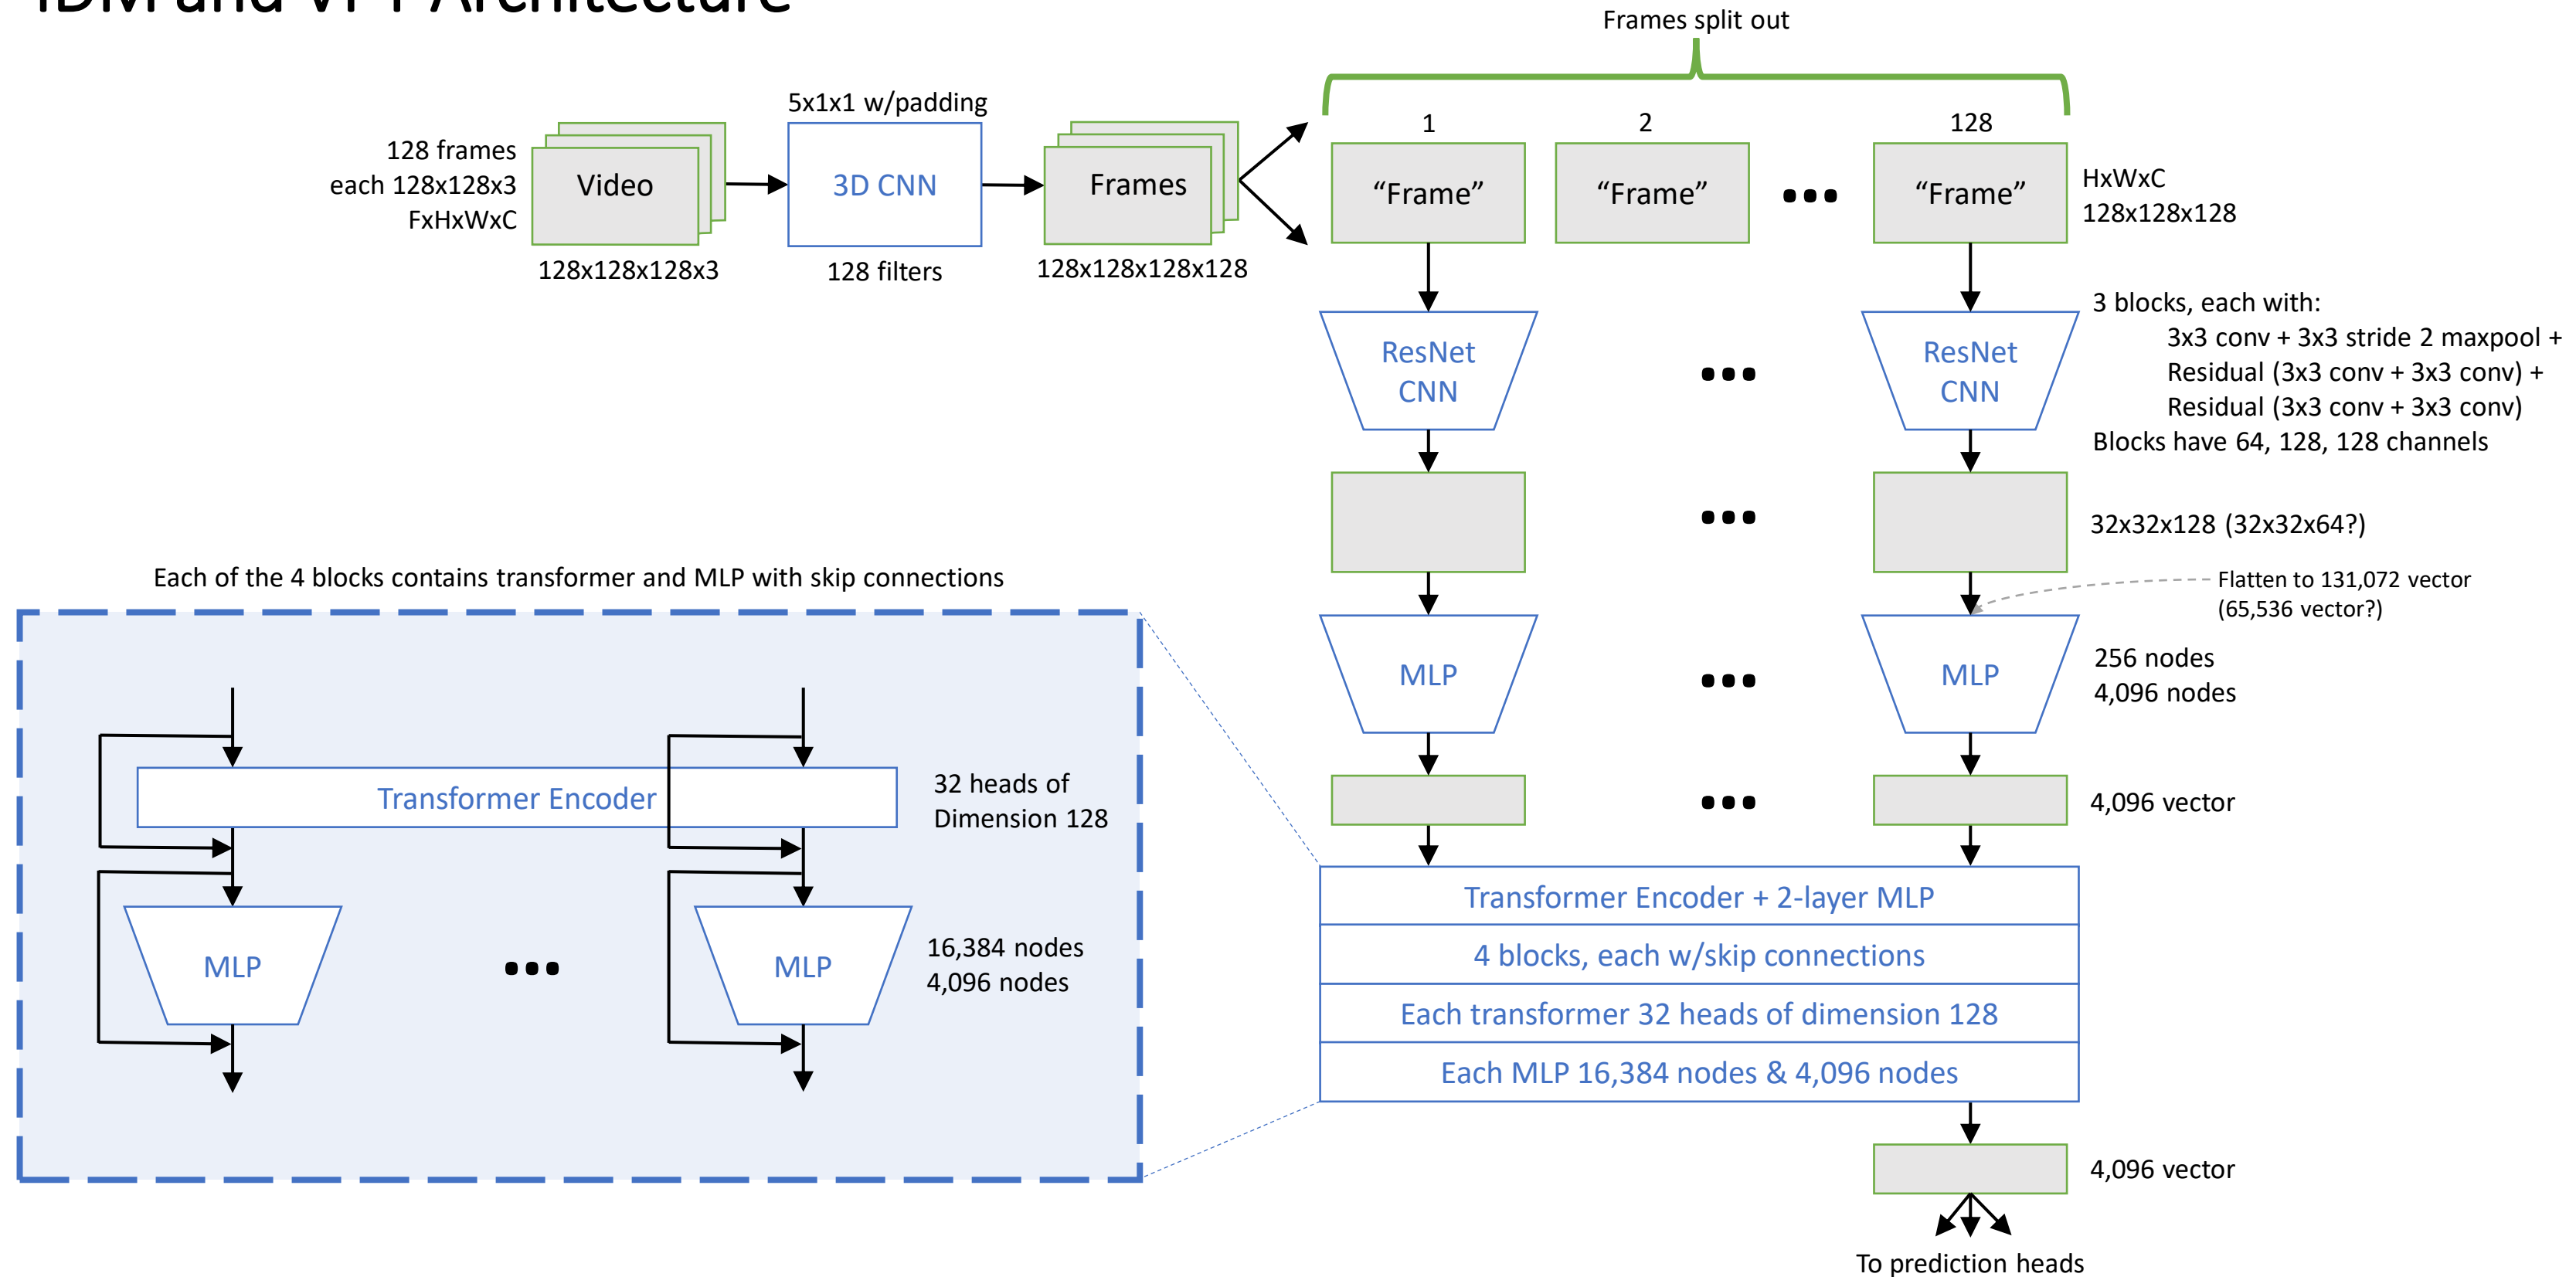 IDM and VPT Architecture
Frames split out
5x1x1 w/padding
128 frames
each 128x128x3
FxHxWxC
Video
3D CNN
Frames
128x128x128x3
128 filters
128x128x128x128
1
2
128
“Frame”
“Frame”
“Frame”
HxWxC
128x128x128
ResNet
CNN
ResNet
CNN
3 blocks, each with:
3x3 conv + 3x3 stride 2 maxpool +
Residual (3x3 conv + 3x3 conv) +
Residual (3x3 conv + 3x3 conv)
Blocks have 64, 128, 128 channels
32x32x128 (32x32x64?)
Flatten to 131,072 vector
(65,536 vector?)
MLP
MLP
256 nodes
4,096 nodes
4,096 vector
Transformer Encoder + 2-layer MLP
4 blocks, each w/skip connections
Each transformer 32 heads of dimension 128
Each MLP 16,384 nodes & 4,096 nodes
4,096 vector
To prediction heads
Each of the 4 blocks contains transformer and MLP with skip connections
Transformer Encoder
32 heads of
Dimension 128
MLP
MLP
16,384 nodes
4,096 nodes